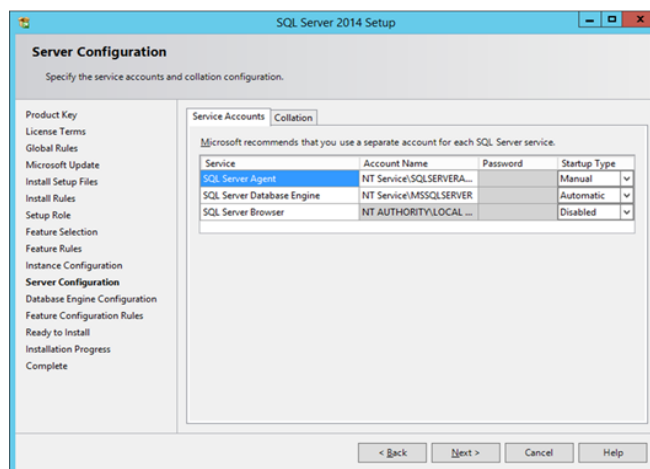 SQL Server 2014 Setup
Server Configuration
Specify the service accounts and collation configuration.
Product Key
License Terms
Global Rules
Microsoft Update
Install Setup Files
Install Rules
Setup Role
Feature Selection
Feature Rules
Instance Configuration
Server Configuration
Database Engine Configuration
Feature Configuration Rules
Ready to Install
Installation Progress
Complete
Service Accounts Collation
Microsoft recommends that you use a separate account for each SQL Server service.
Service Account Name Password Startup Type
SQL Server Agent NT Service\SQLSERVERA... Manual
SQL Server Database Engine NT Service\MSSQLSERVER Automatic
SQL Server Browser NT AUTHORITY\LOCAL ... Disabled
< Back Next > Cancel Help